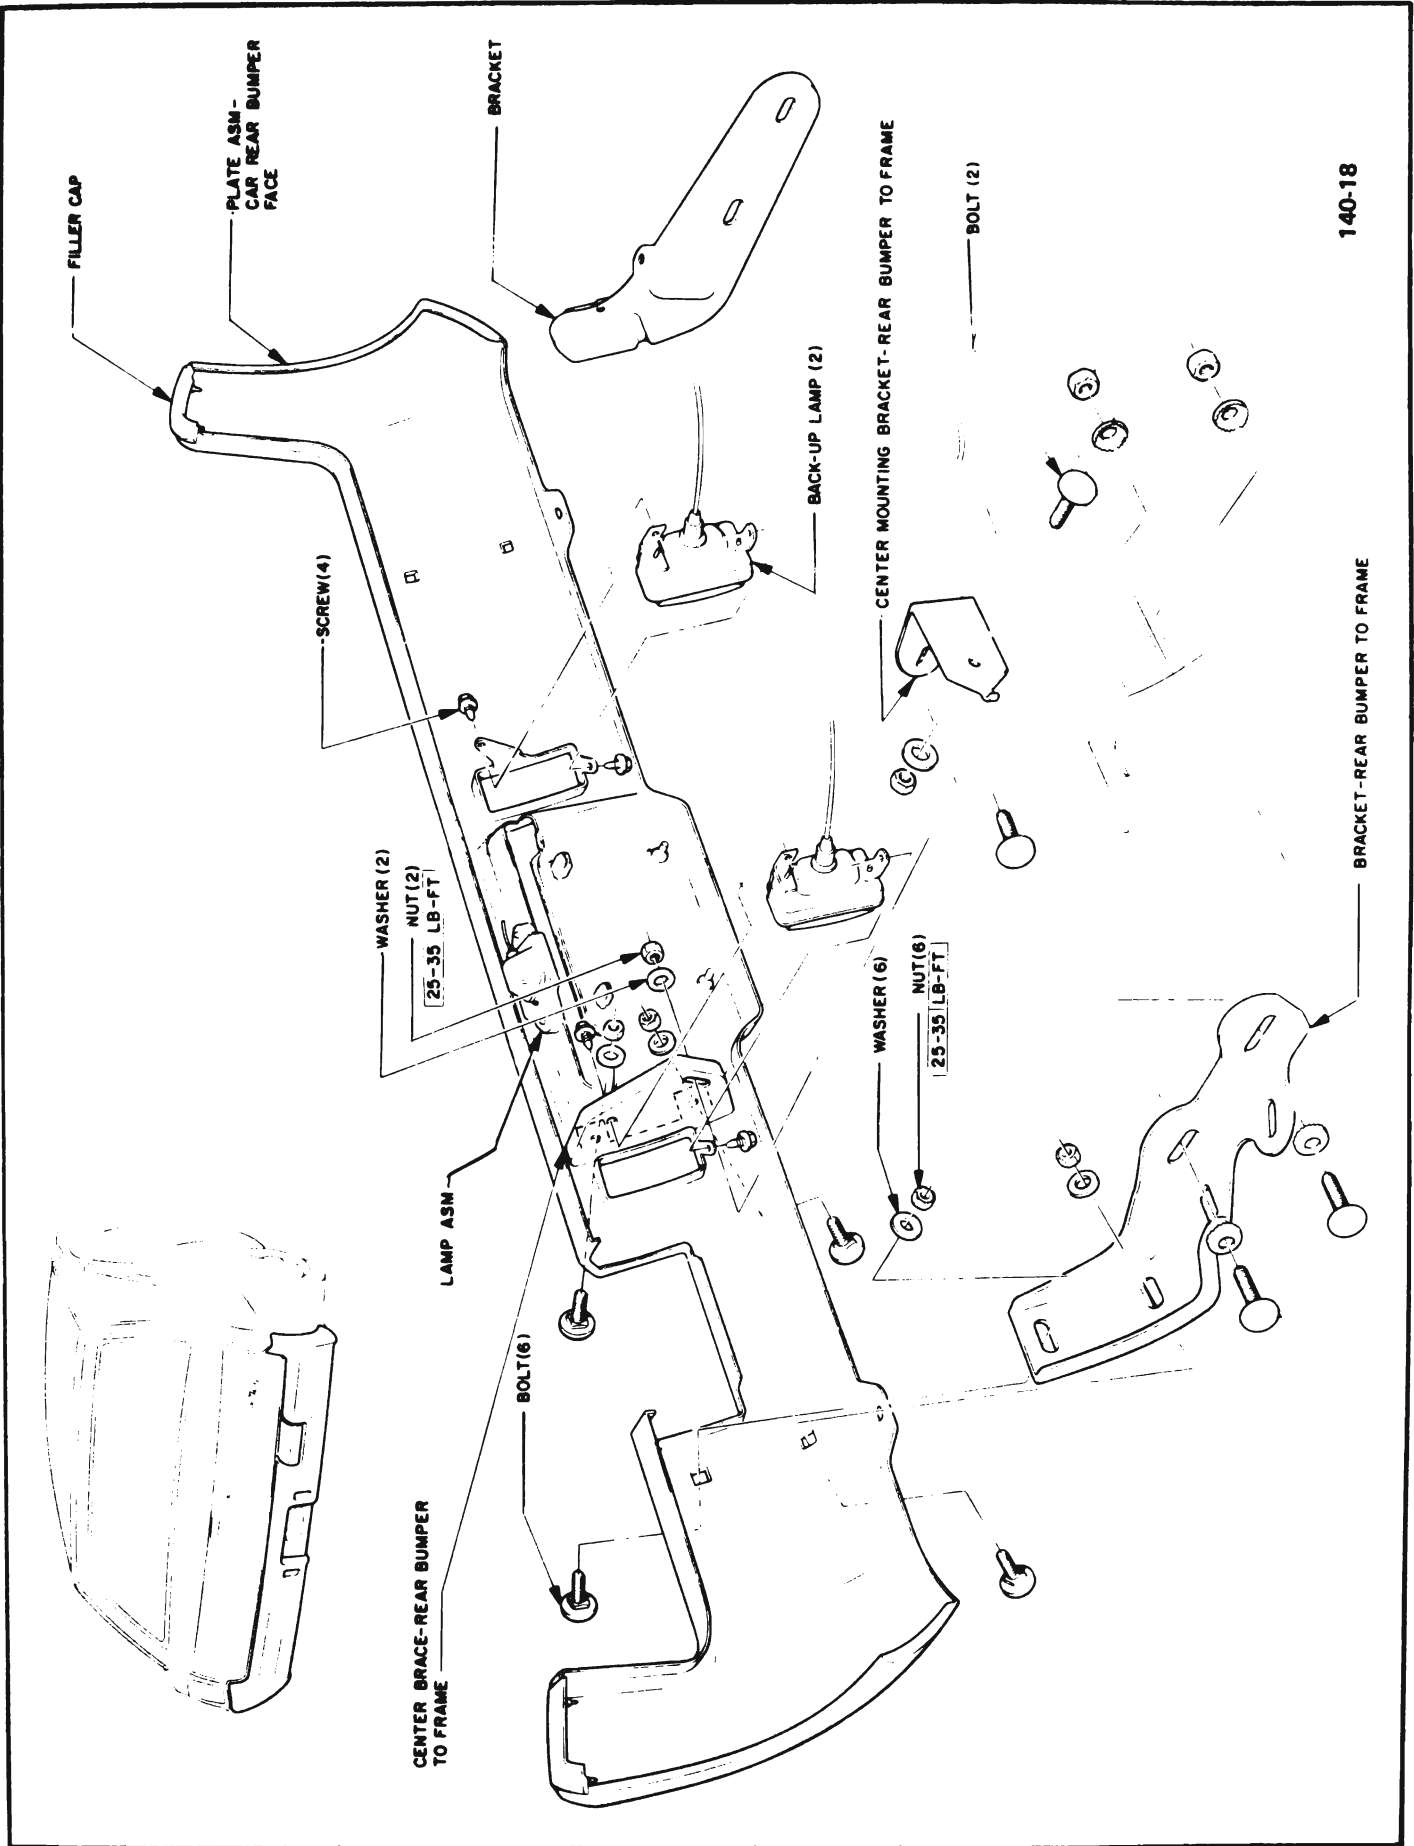 FILLER CAP
PLATE ASM-
CAR REAR BUMPER
FACE
BRACKET
SCREW(4)
BACK-UP LAMP (2)
CENTER MOUNTING BRACKET-REAR BUMPER TO FRAME
BOLT (2)
140-18
WASHER (2)
NUT (2)
25-35 LB-FT
LAMP ASM
WASHER (6)
NUT(6)
25-35 LB-FT
BRACKET-REAR BUMPER TO FRAME
BOLT(6)
CENTER BRACE-REAR BUMPER
TO FRAME